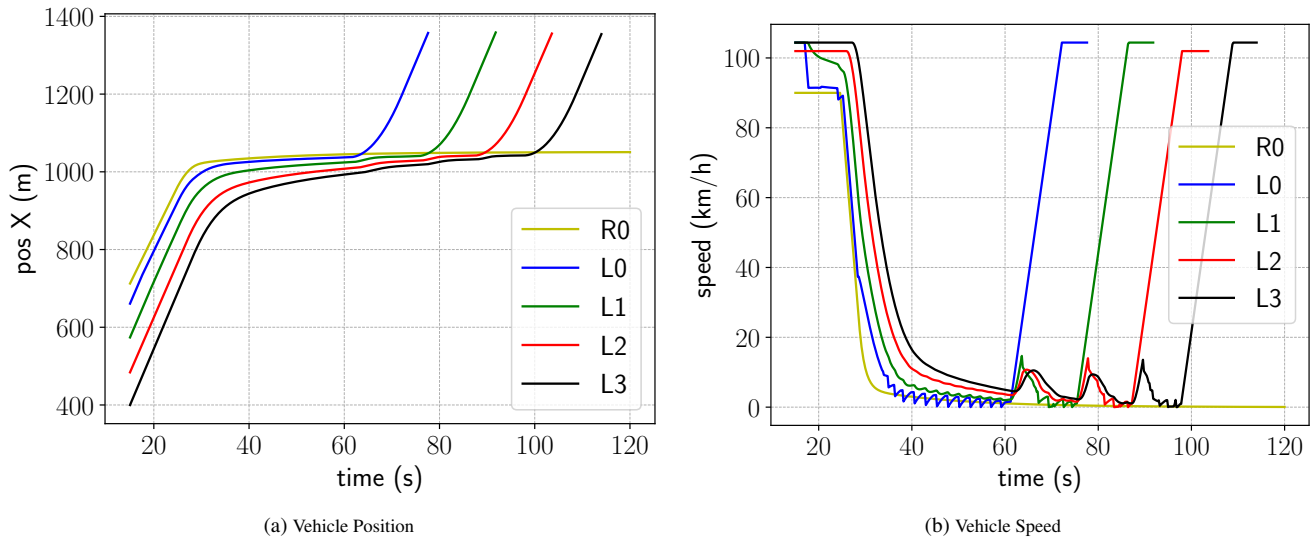 1400
1200
1000
800
600
400
pos X (m)
20 40 60 80 100 120
time (s)
R0
L0
L1
L2
L3
(a) Vehicle Position
100
80
60
40
20
0
speed (km/h)
20 40 60 80 100 120
time (s)
R0
L0
L1
L2
L3
(b) Vehicle Speed